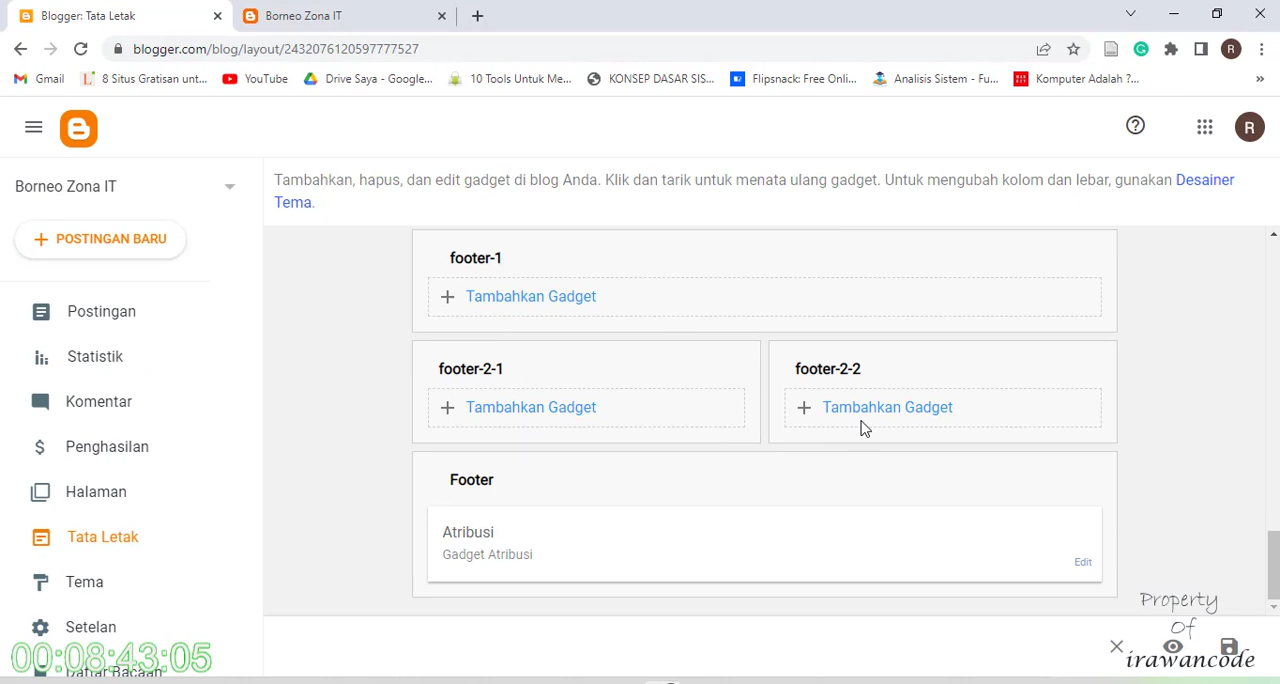 Blogger: Tata Letak
Borneo Zona IT
blogger.com/blog/layout/2432076120597777527
R
Gmail
8 Situs Gratisan unt...
YouTube
Drive Saya - Google...
10 Tools Untuk Me...
KONSEP DASAR SIS...
Flipsnack: Free Onlin...
Analisis Sistem - Fu...
Komputer Adalah ?...
»
R
Borneo Zona IT
Tambahkan, hapus, dan edit gadget di blog Anda. Klik dan tarik untuk menata ulang gadget. Untuk mengubah kolom dan lebar, gunakan Desainer
Tema.
+ POSTINGAN BARU
Postingan
Statistik
Komentar
Penghasilan
Halaman
Tata Letak
Tema
Setelan
Daftar Bacaan
footer-1
+ Tambahkan Gadget
footer-2-1
+ Tambahkan Gadget
footer-2-2
+ Tambahkan Gadget
Footer
Atribusi
Gadget Atribusi
Edit
00:08:43:05
Property
Of
irawancode